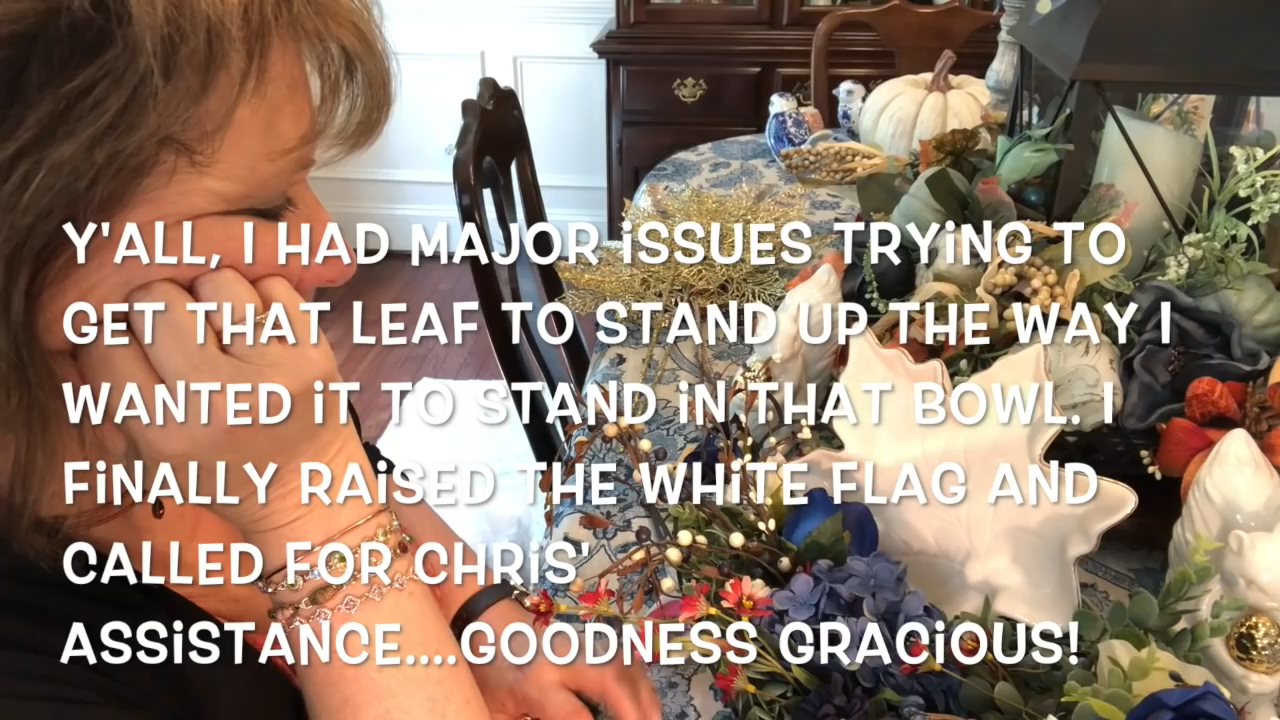 Y'ALL, I HAD MAJOR ISSUES TRYING TO
GET THAT LEAF TO STAND UP THE WAY I
WANTED IT TO STAND IN THAT BOWL. I
FINALLY RAISED THE WHITE FLAG AND
CALLED FOR CHRIS'
ASSISTANCE....GOODNESS GRACIOUS!